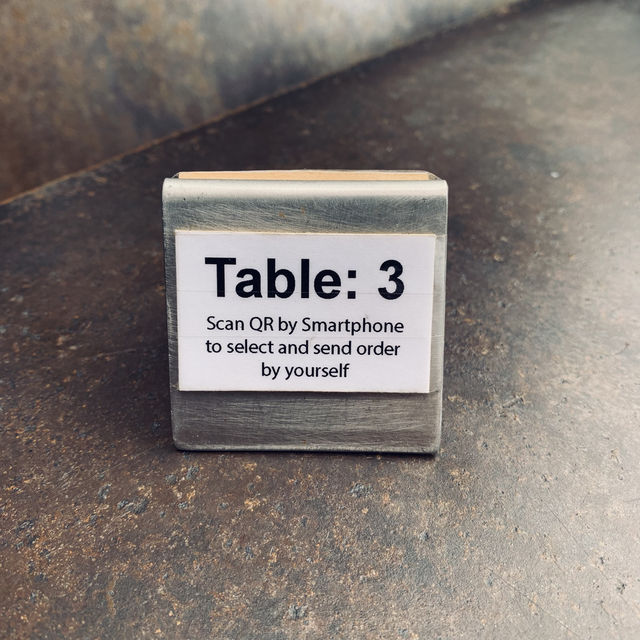 Table: 3
Scan QR by Smartphone
to select and send order
by yourself